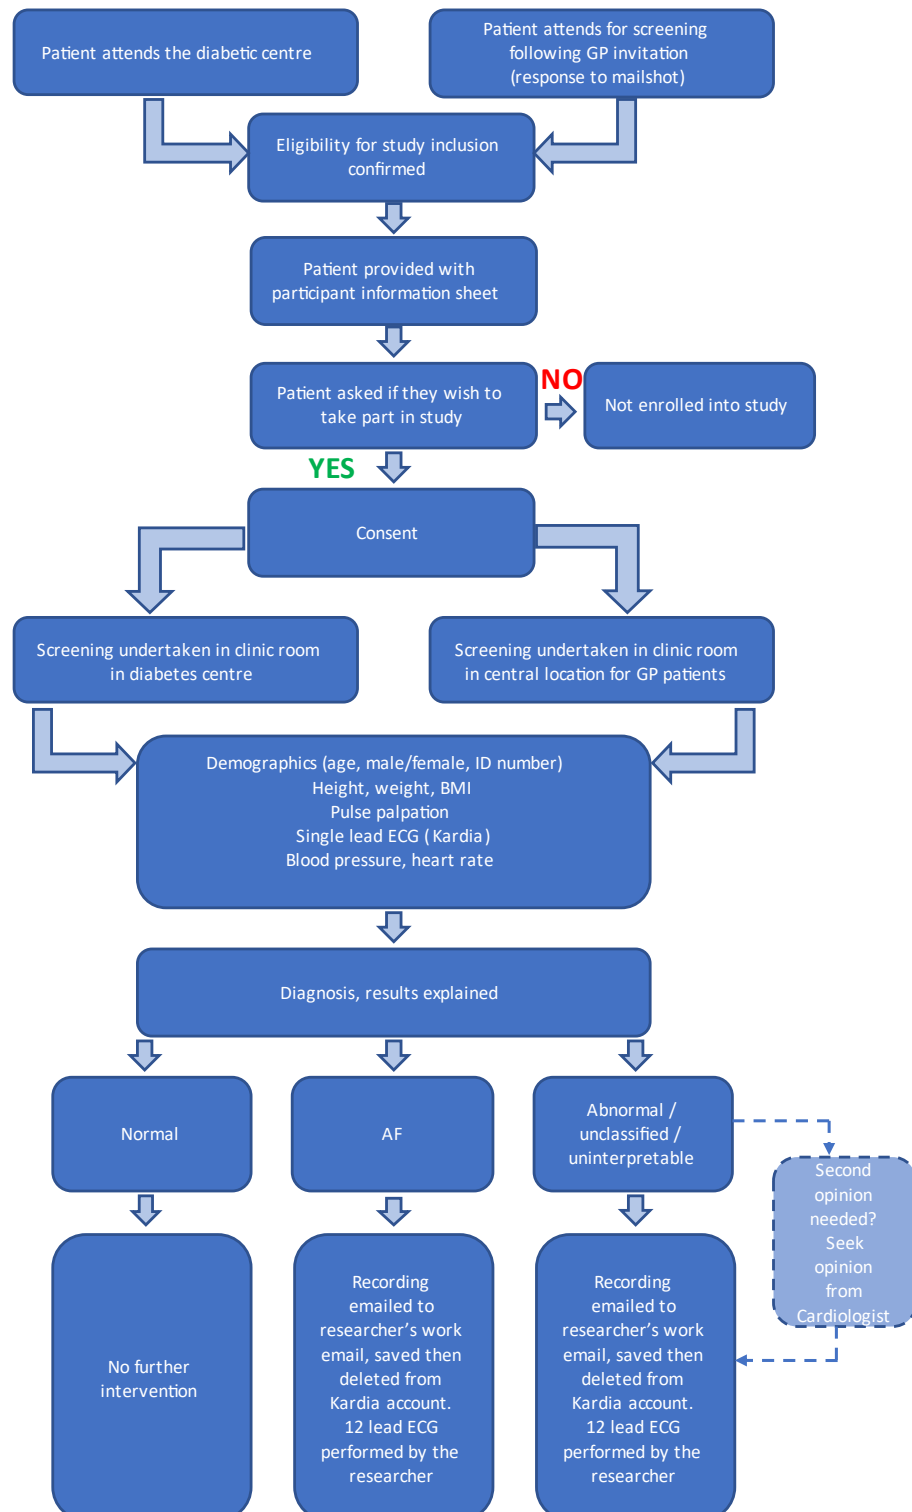 Patient attends the diabetic centre
Patient attends for screening
following GP invitation
(response to mailshot)
Eligibility for study inclusion
confirmed
Patient provided with
participant information sheet
Patient asked if they wish to
take part in study
NO
Not enrolled into study
YES
Consent
Screening undertaken in clinic room
in diabetes centre
Screening undertaken in clinic room
in central location for GP patients
Demographics (age, male/female, ID number)
Height, weight, BMI
Pulse palpation
Single lead ECG (Kardia)
Blood pressure, heart rate
Diagnosis, results explained
Normal
AF
Abnormal /
unclassified /
uninterpretable
Second
opinion
needed?
Seek
opinion
from
Cardiologist
No further
intervention
Recording
emailed to
researcher’s work
email, saved then
deleted from
Kardia account.
12 lead ECG
performed by the
researcher
Recording
emailed to
researcher’s work
email, saved then
deleted from
Kardia account.
12 lead ECG
performed by the
researcher